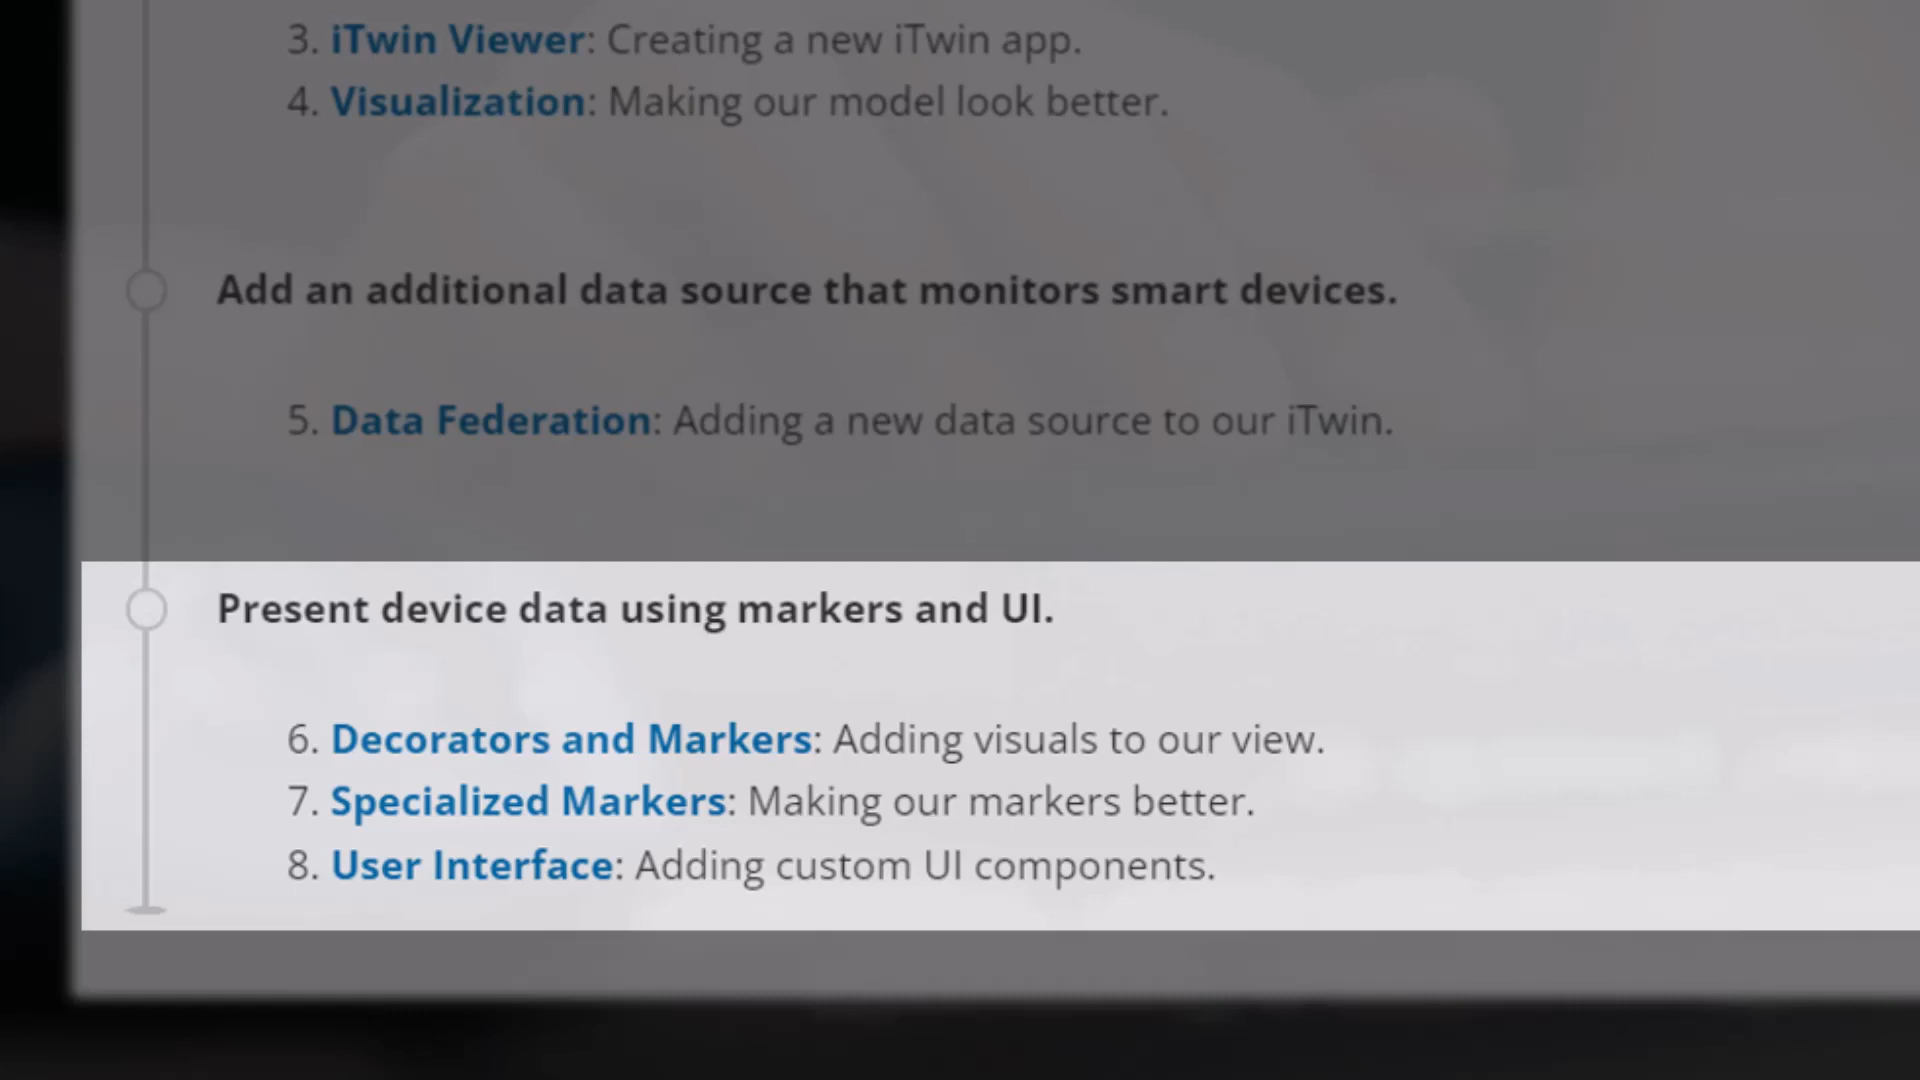 3. iTwin Viewer: Creating a new iTwin app.
4. Visualization: Making our model look better.
Add an additional data source that monitors smart devices.
5. Data Federation: Adding a new data source to our iTwin.
Present device data using markers and UI.
6. Decorators and Markers: Adding visuals to our view.
7. Specialized Markers: Making our markers better.
8. User Interface: Adding custom UI components.